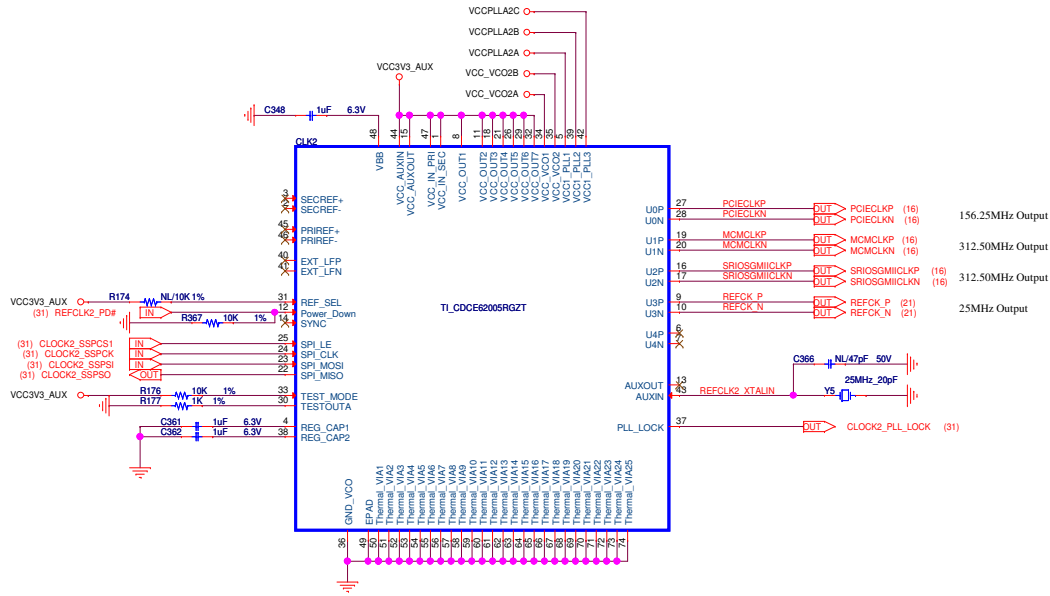 VCCPLLA2C
VCCPLLA2B
VCCPLLA2A
VCC3V3_AUX
VCC_VCO2B
VCC_VCO2A
C348 1uF 6.3V
48 44 15 47 1 8 11 18 21 26 29 32 34 35 5 39 42
CLK2
VBB VCC_AUXIN VCC_AUXOUT VCC_IN_PRI VCC_IN_SEC VCC_OUT1 VCC_OUT2 VCC_OUT3 VCC_OUT4 VCC_OUT5 VCC_OUT6 VCC_OUT7 VCC_VCO1 VCC_VCO2 VCC1_PLL1 VCC1_PLL2 VCC1_PLL3
3 SECREF+
SECREF-
45 PRIREF+
46 PRIREF-
40 EXT_LFP
41 EXT_LFN
VCC3V3_AUX R174 NL/10K 1% 31 REF_SEL
(31) REFCLK2_PD# IN 12 Power_Down
R367 10K 1% 14 SYNC
(31) CLOCK2_SSPCS1 IN 25 SPI_LE
(31) CLOCK2_SSPCK IN 24 SPI_CLK
(31) CLOCK2_SSPSI IN 23 SPI_MOSI
(31) CLOCK2_SSPSO OUT 22 SPI_MISO
VCC3V3_AUX R176 10K 1% 33 TEST_MODE
R177 1K 1% 30 TESTOUTA
C361 1uF 6.3V 4 REG_CAP1
C362 1uF 6.3V 38 REG_CAP2
TI_CDCE62005RGZT
U0P 27 PCIECLKP OUT PCIECLKP (16)
U0N 28 PCIECLKN OUT PCIECLKN (16)
156.25MHz Output
U1P 19 MCMCLKP OUT MCMCLKP (16)
U1N 20 MCMCLKN OUT MCMCLKN (16)
312.50MHz Output
U2P 16 SRIOSGMIICLKP OUT SRIOSGMIICLKP (16)
U2N 17 SRIOSGMIICLKN OUT SRIOSGMIICLKN (16)
312.50MHz Output
U3P 9 REFCK_P OUT REFCK_P (21)
U3N 10 REFCK_N OUT REFCK_N (21)
25MHz Output
U4P 6
U4N
C366 NL/47pF 50V
AUXOUT 13
AUXIN 43 REFCLK2_XTALIN Y5 25MHz_20pF
PLL_LOCK 37 OUT CLOCK2_PLL_LOCK (31)
GND_VCO EPAD Thermal_VIA1 Thermal_VIA2 Thermal_VIA3 Thermal_VIA4 Thermal_VIA5 Thermal_VIA6 Thermal_VIA7 Thermal_VIA8 Thermal_VIA9 Thermal_VIA10 Thermal_VIA11 Thermal_VIA12 Thermal_VIA13 Thermal_VIA14 Thermal_VIA15 Thermal_VIA16 Thermal_VIA17 Thermal_VIA18 Thermal_VIA19 Thermal_VIA20 Thermal_VIA21 Thermal_VIA22 Thermal_VIA23 Thermal_VIA24 Thermal_VIA25
36 49 50 51 52 53 54 55 56 57 58 59 60 61 62 63 64 65 66 67 68 69 70 71 72 73 74